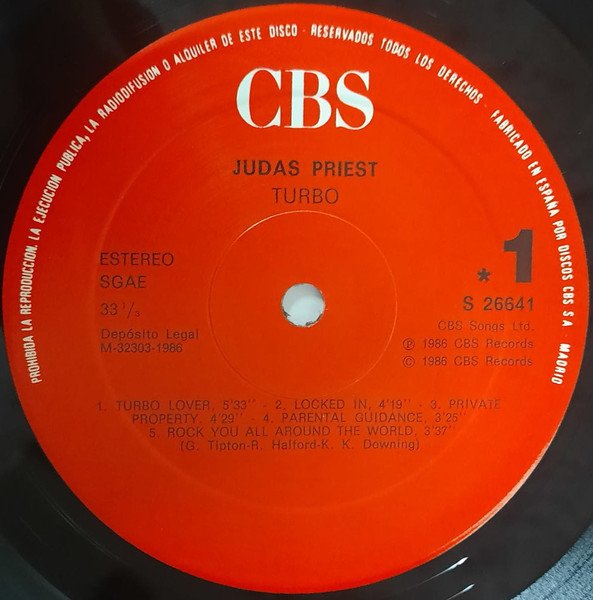 PROHIBIDA LA REPRODUCCION. LA EJECUCION PUBLICA, LA RADIODIFUSION O ALQUILER DE ESTE DISCO - RESERVADOS TODOS LOS DERECHOS - FABRICADO EN ESPAÑA POR DISCOS CBS S.A. MADRID
CBS
JUDAS PRIEST
TURBO
ESTEREO
SGAE
33 1/3
Depósito Legal
M-32303-1986
* 1
S 26641
CBS Songs Ltd.
℗ 1986 CBS Records
© 1986 CBS Records
1. TURBO LOVER, 5'33'' - 2. LOCKED IN, 4'19'' - 3. PRIVATE
PROPERTY, 4'29'' - 4. PARENTAL GUIDANCE, 3'25''
5. ROCK YOU ALL AROUND THE WORLD, 3'37''
(G. Tipton-R. Halford-K. K. Downing)